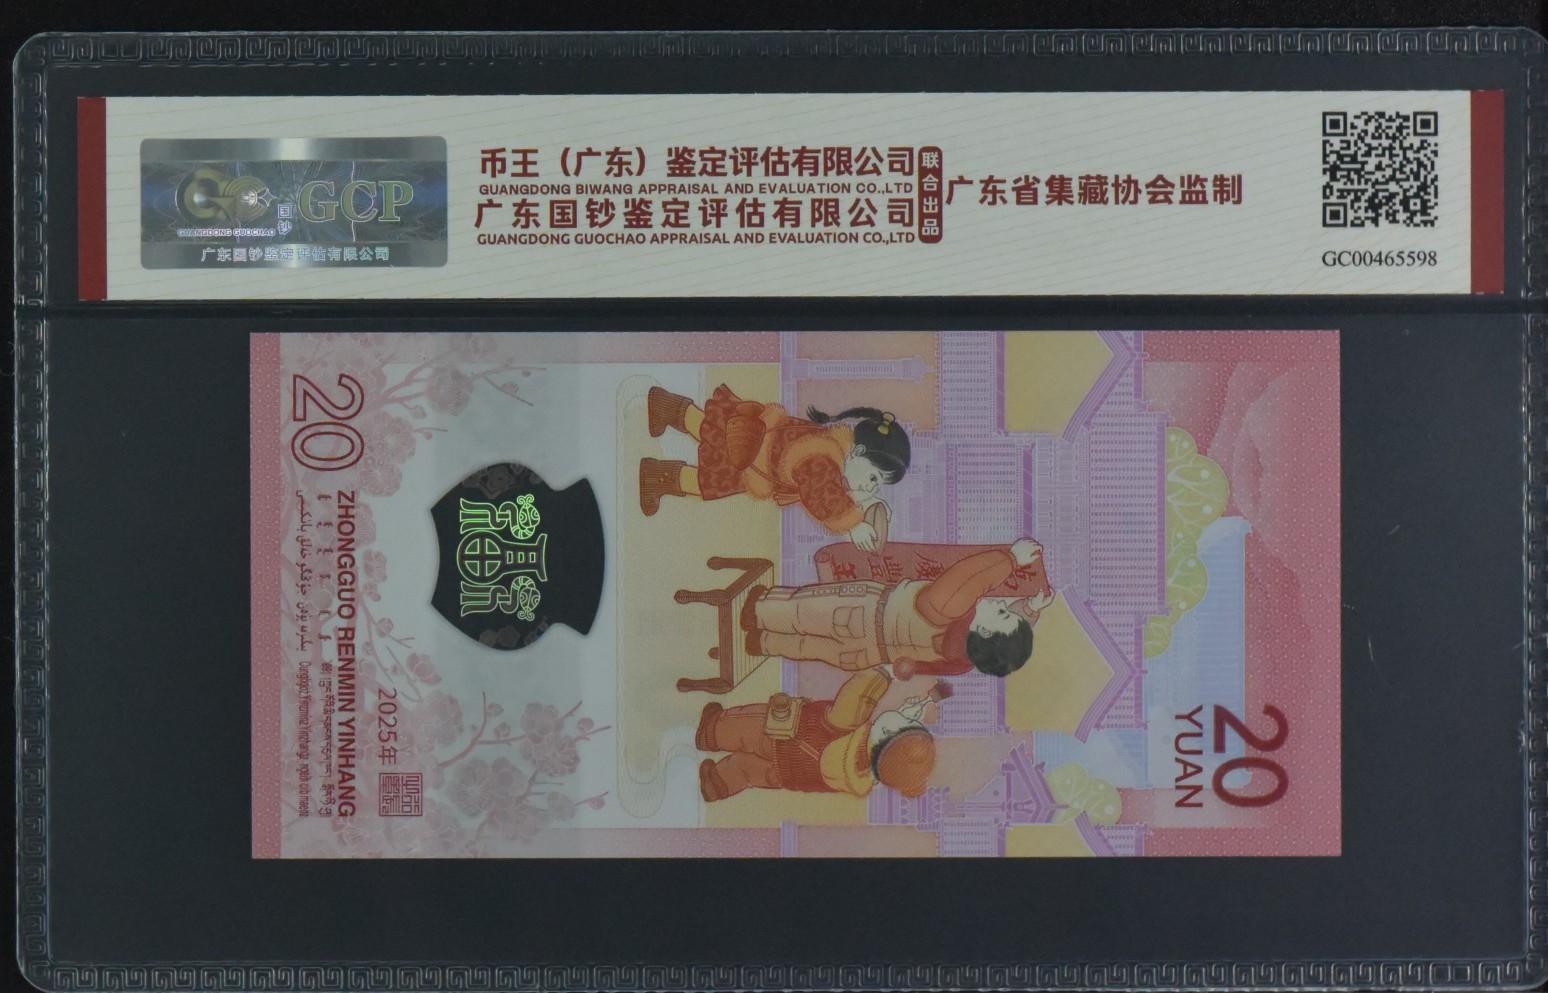 GCP
GUANGDONG GUOCHAO
国钞
广东国钞鉴定评估有限公司
币王（广东）鉴定评估有限公司
GUANGDONG BIWANG APPRAISAL AND EVALUATION CO.,LTD
广东国钞鉴定评估有限公司
GUANGDONG GUOCHAO APPRAISAL AND EVALUATION CO.,LTD
联合出品
广东省集藏协会监制
GC00465598
20
YUAN
ZHONGGUO RENMIN YINHANG
2025年
20